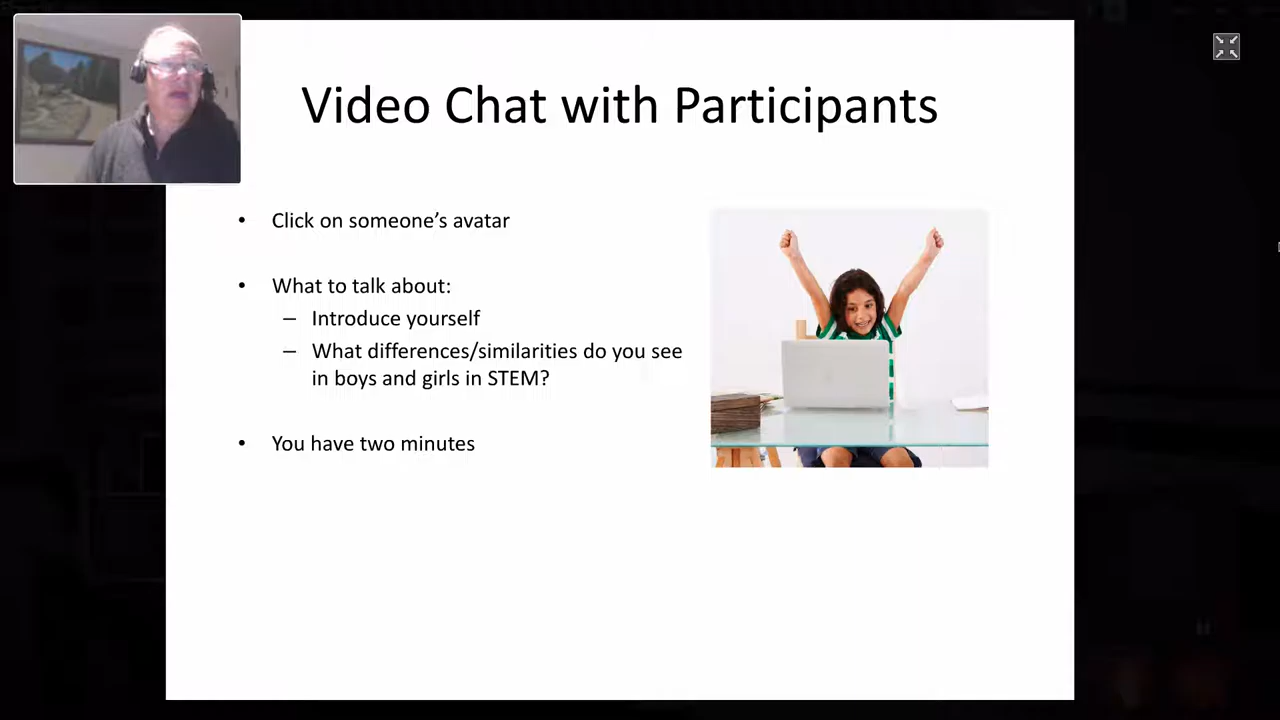 Video Chat with Participants
• Click on someone’s avatar
• What to talk about:
– Introduce yourself
– What differences/similarities do you see
in boys and girls in STEM?
• You have two minutes